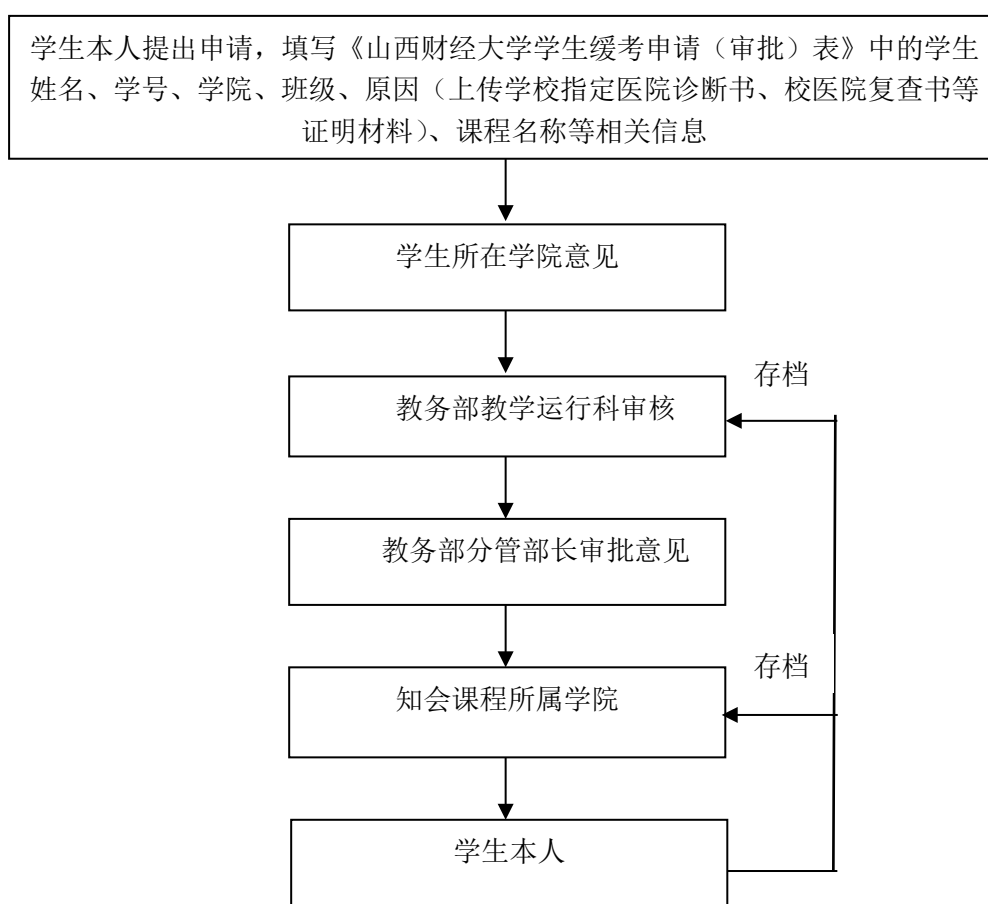 学生本人提出申请，填写《山西财经大学学生缓考申请（审批）表》中的学生
姓名、学号、学院、班级、原因（上传学校指定医院诊断书、校医院复查书等
证明材料）、课程名称等相关信息
学生所在学院意见
存档
教务部教学运行科审核
教务部分管部长审批意见
存档
知会课程所属学院
学生本人